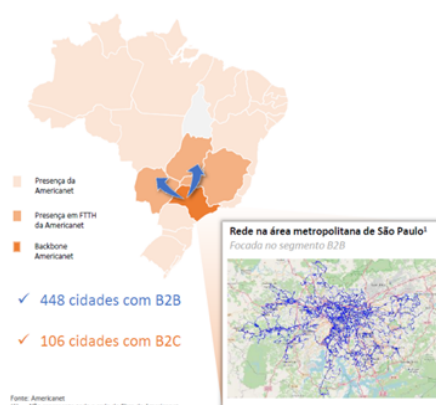 Presença da
Americanet
Presença em FTTH
da Americanet
Backbone
Americanet
✓ 448 cidades com B2B
✓ 106 cidades com B2C
Rede na área metropolitana de São Paulo¹
Focada no segmento B2B
Fonte: Americanet